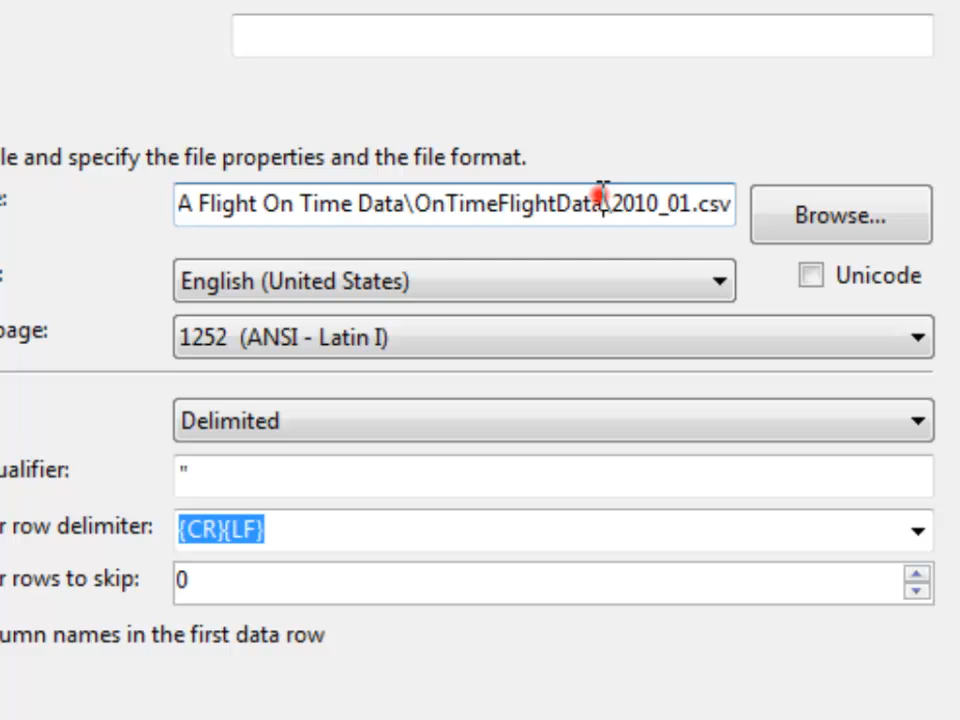 le and specify the file properties and the file format.
e:
A Flight On Time Data\OnTimeFlightData\2010_01.csv
Browse...
:
English (United States)
Unicode
page:
1252 (ANSI - Latin I)
Delimited
ualifier:
"
r row delimiter:
{CR}{LF}
r rows to skip:
0
umn names in the first data row